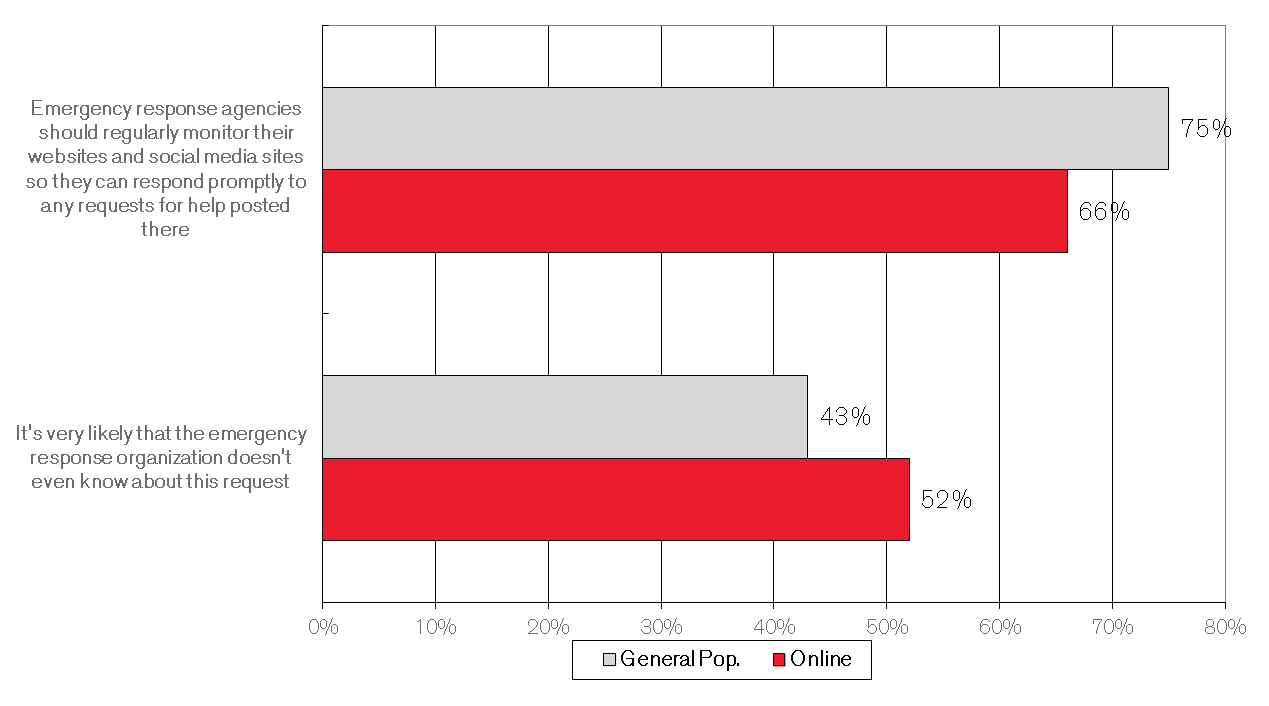 Emergency response agencies
should regularly monitor their
websites and social media sites
so they can respond promptly to
any requests for help posted
there
75%
66%
It's very likely that the emergency
response organization doesn't
even know about this request
43%
52%
0% 10% 20% 30% 40% 50% 60% 70% 80%
General Pop. Online